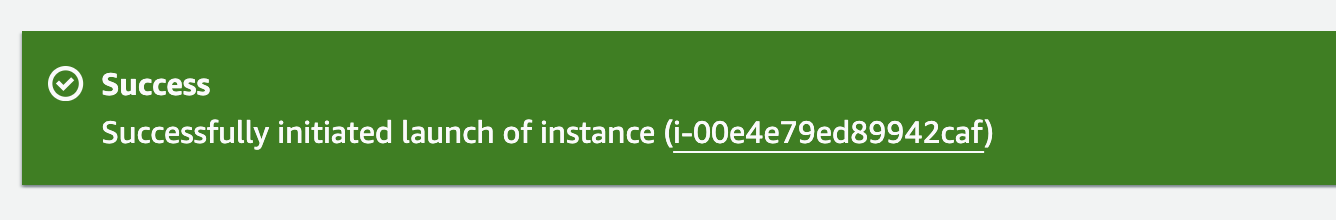 Success
Successfully initiated launch of instance (i-00e4e79ed89942caf)